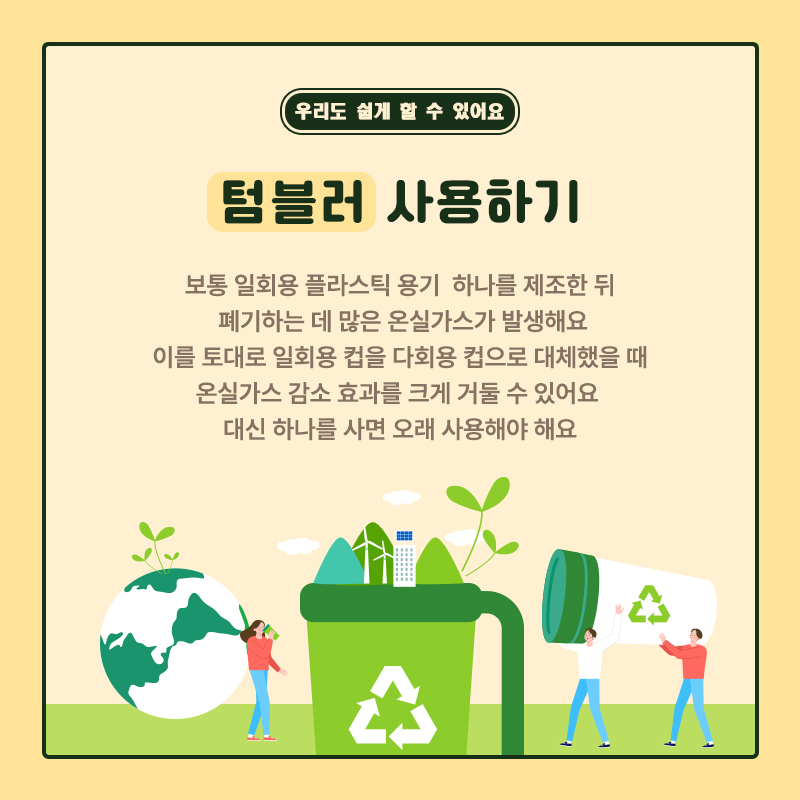 우리도 쉽게 할 수 있어요
텀블러 사용하기
보통 일회용 플라스틱 용기 하나를 제조한 뒤
폐기하는 데 많은 온실가스가 발생해요
이를 토대로 일회용 컵을 다회용 컵으로 대체했을 때
온실가스 감소 효과를 크게 거둘 수 있어요
대신 하나를 사면 오래 사용해야 해요